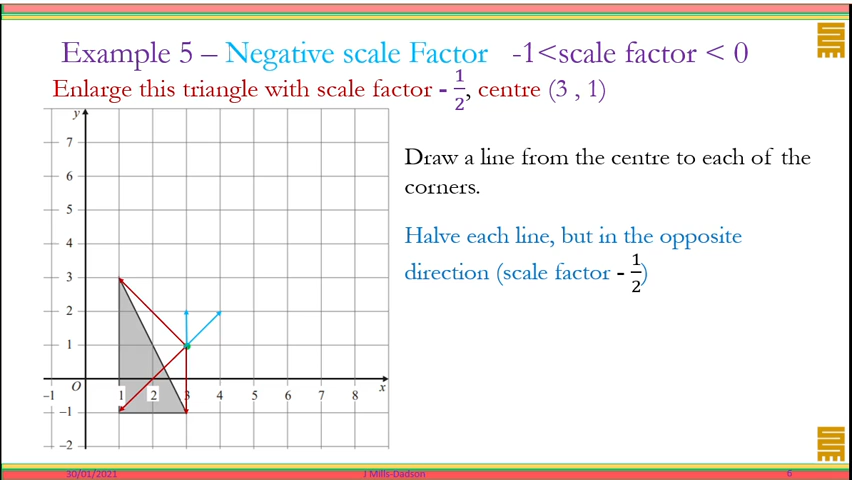 Example 5 – Negative scale Factor -1<scale factor < 0
Enlarge this triangle with scale factor - 1/2, centre (3 , 1)
y
7
6
5
4
3
2
1
O
x
−1 1 2 3 4 5 6 7 8
−1
−2
Draw a line from the centre to each of the
corners.
Halve each line, but in the opposite
direction (scale factor - 1/2)
30/01/2021 J Mills-Dadson 6